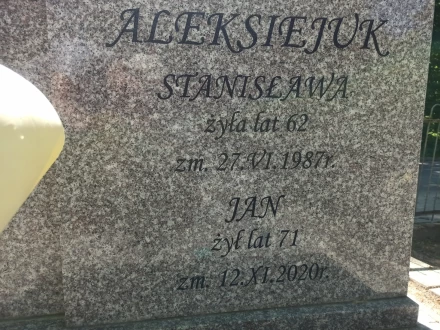 ALEKSIEJUK
STANISŁAWA
żyła lat 62
zm. 27.VI.1987r.
JAN
żył lat 71
zm. 12.XI.2020r.